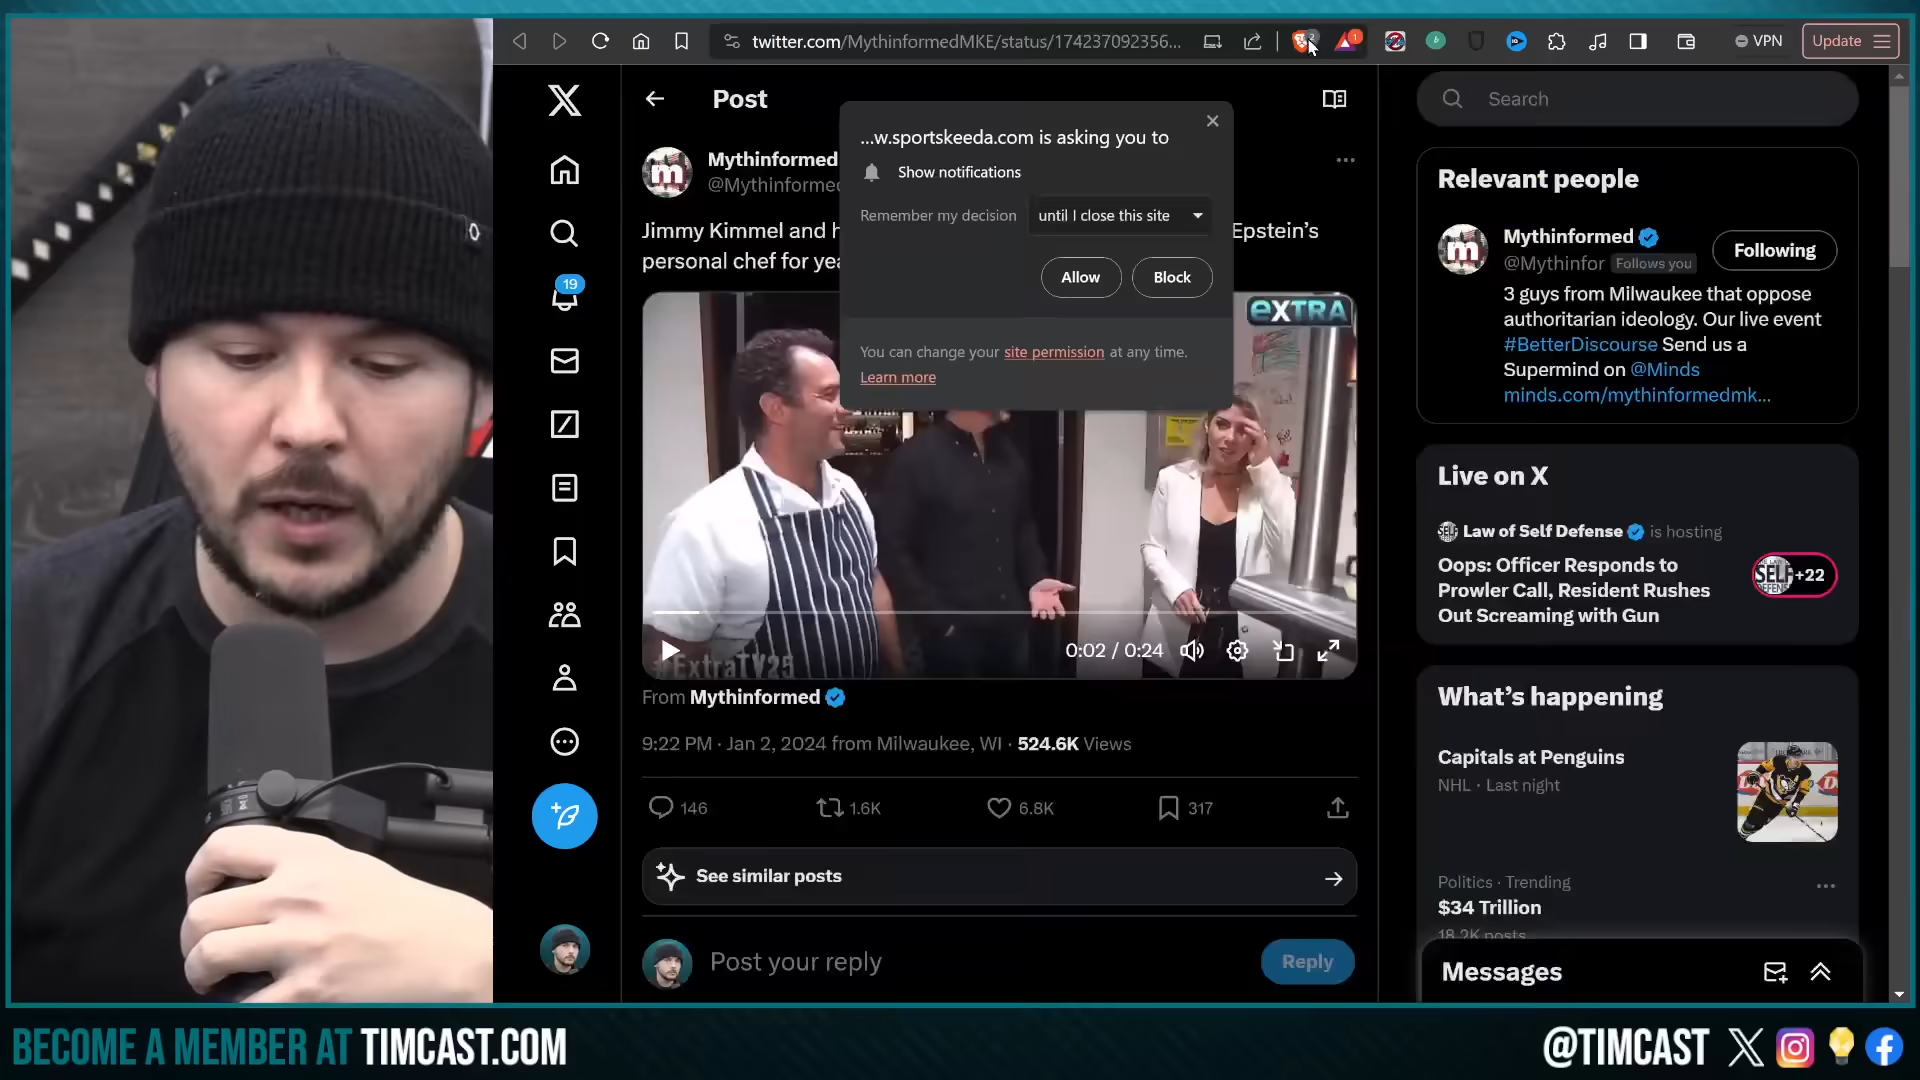 twitter.com/MythinformedMKE/status/174237092356...
2
1
VPN
Update
Post
Search
...w.sportskeeda.com is asking you to
Show notifications
Remember my decision
until I close this site
Allow
Block
You can change your site permission at any time.
Learn more
Mythinformed
@Mythinformed
Jimmy Kimmel and h
Epstein's
personal chef for yea
19
eXTRA
#ExtraTV25
0:02 / 0:24
From Mythinformed
9:22 PM · Jan 2, 2024 from Milwaukee, WI · 524.6K Views
146
1.6K
6.8K
317
See similar posts
Post your reply
Reply
Relevant people
Mythinformed
@Mythinfor Follows you
Following
3 guys from Milwaukee that oppose
authoritarian ideology. Our live event
#BetterDiscourse Send us a
Supermind on @Minds
minds.com/mythinformedmk...
Live on X
Law of Self Defense is hosting
Oops: Officer Responds to
Prowler Call, Resident Rushes
Out Screaming with Gun
SELF
+22
What's happening
Capitals at Penguins
NHL · Last night
Politics · Trending
$34 Trillion
18.2K posts
Messages
BECOME A MEMBER AT TIMCAST.COM
@TIMCAST